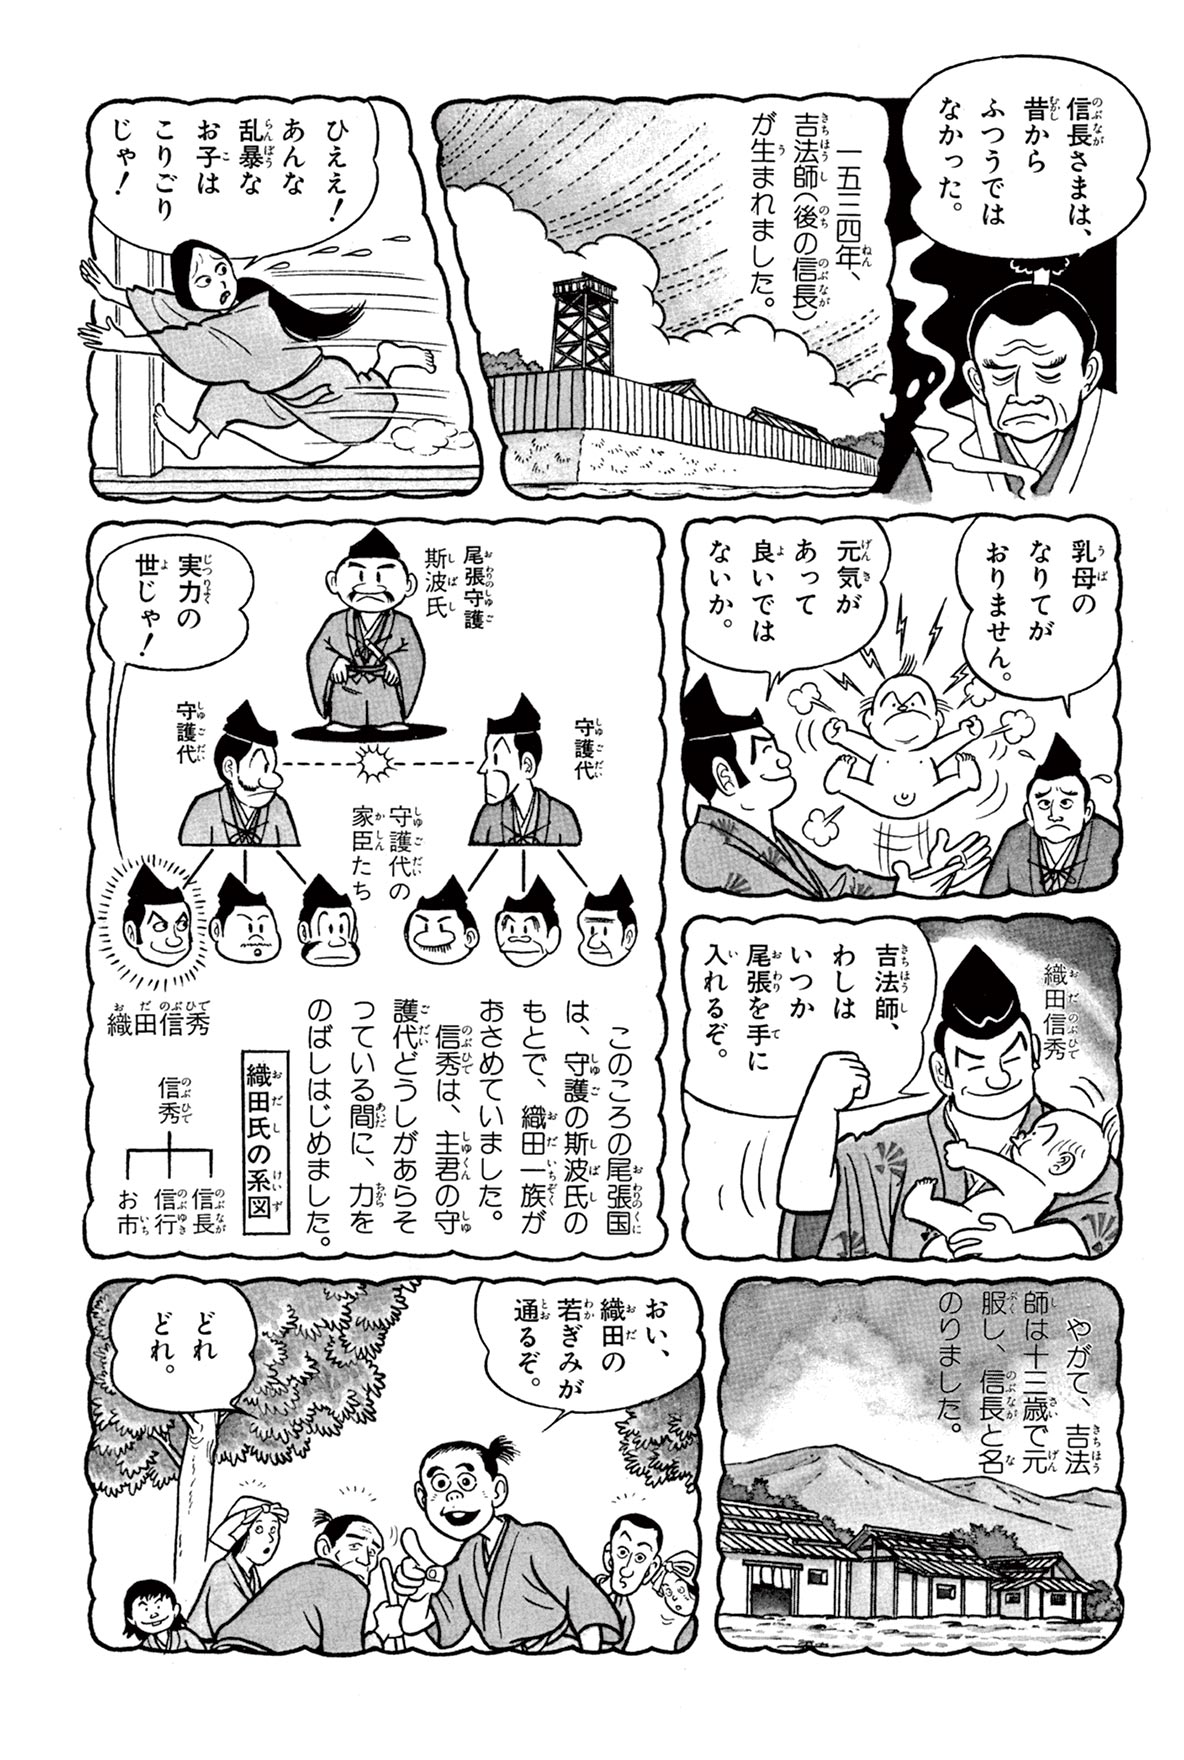 信長さまは、
昔から
ふつうでは
なかった。
一五三四年、
吉法師(後の信長)
が生まれました。
ひええ！
あんな
乱暴な
お子は
こりごり
じゃ！
乳母の
なりてが
おりません。
元気が
あって
良いでは
ないか。
織田信秀
吉法師、
わしは
いつか
尾張を手に
入れるぞ。
尾張守護
斯波氏
実力の
世じゃ！
守護代
守護代
守護代の
家臣たち
織田信秀
このころの尾張国
は、守護の斯波氏の
もとで、織田一族が
おさめていました。
信秀は、主君の守
護代どうしがあらそ
っている間に、力を
のばしはじめました。
織田氏の系図
信秀
信長
信行
お市
やがて、吉法
師は十三歳で元
服し、信長と名
のりました。
おい、
織田の
若ぎみが
通るぞ。
どれ
どれ。